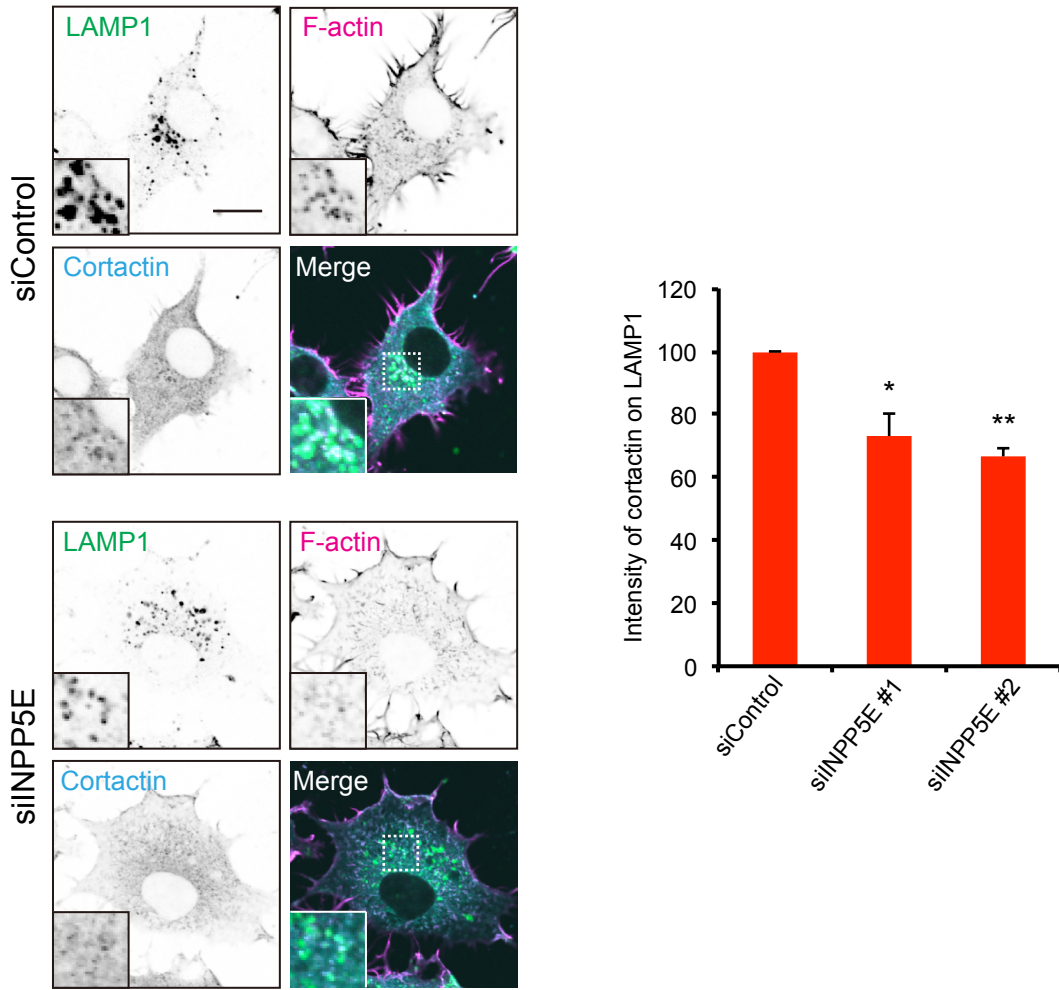 siControl
LAMP1
F-actin
Cortactin
Merge
siINPP5E
LAMP1
F-actin
Cortactin
Merge
Intensity of cortactin on LAMP1
120
100
80
60
40
20
0
*
**
siControl
siINPP5E #1
siINPP5E #2